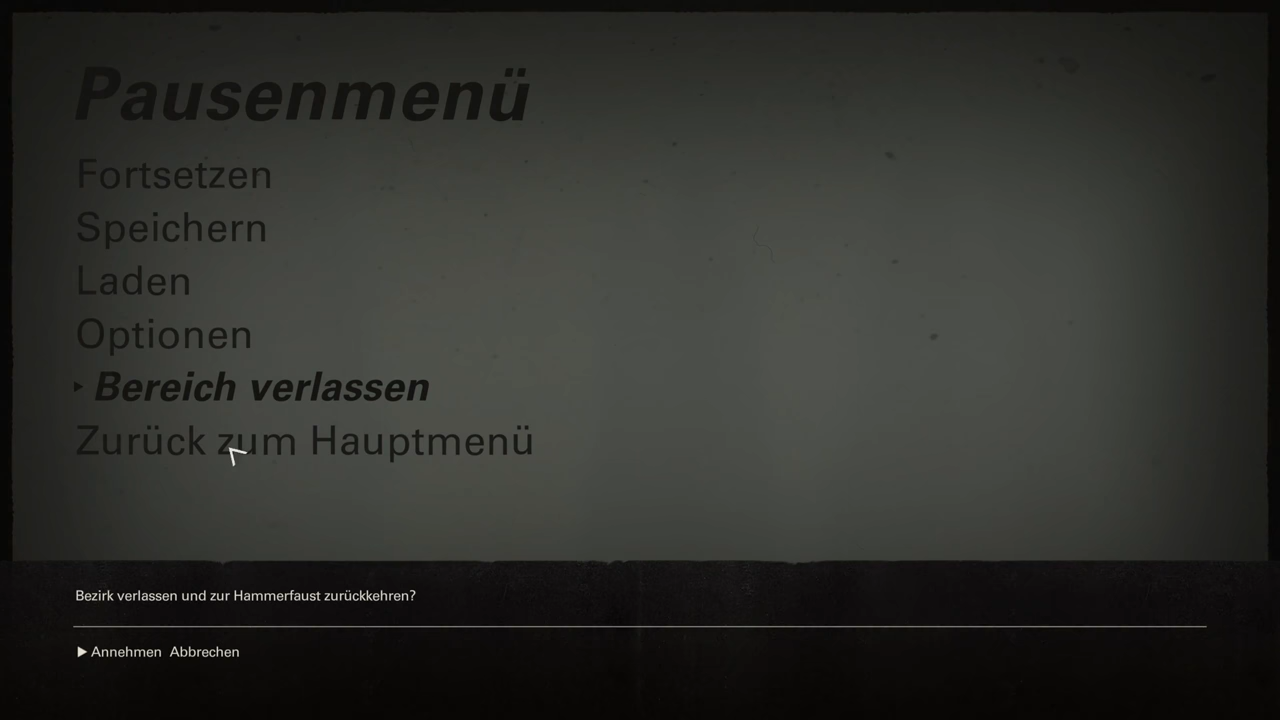 Pausenmenü
Fortsetzen
Speichern
Laden
Optionen
Bereich verlassen
Zurück zum Hauptmenü
Bezirk verlassen und zur Hammerfaust zurückkehren?
Annehmen Abbrechen